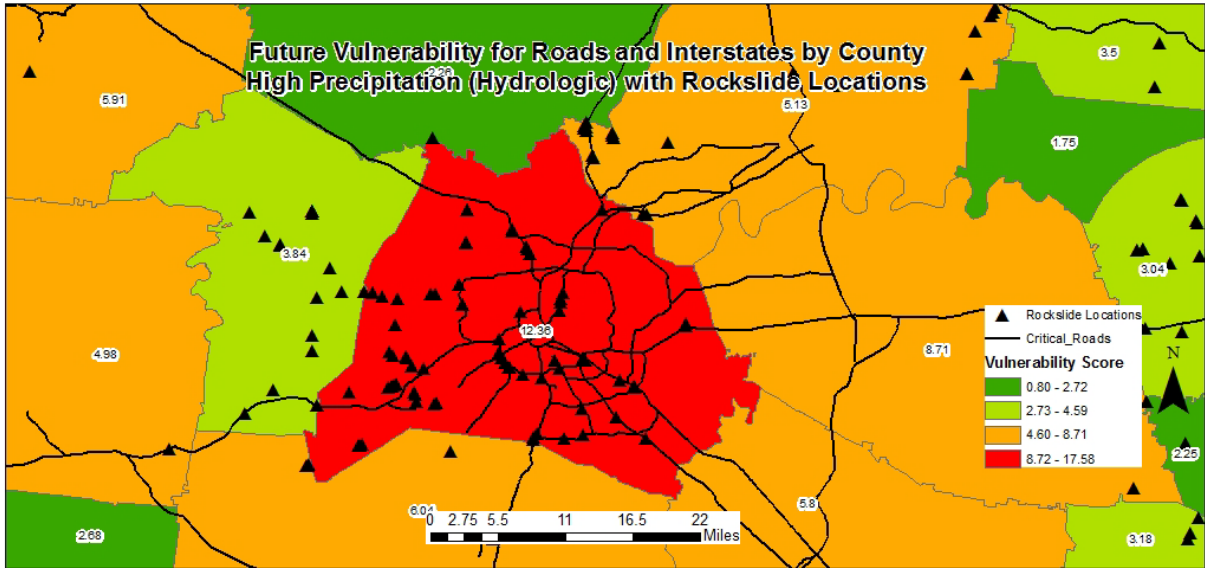 Future Vulnerability for Roads and Interstates by County
High Precipitation (Hydrologic) with Rockslide Locations
2.26
5.91
5.13
3.5
1.75
3.84
3.04
12.36
4.98
8.71
Rockslide Locations
Critical_Roads
Vulnerability Score
0.80 - 2.72
2.73 - 4.59
4.60 - 8.71
8.72 - 17.58
N
2.25
5.8
6.04
2.68
3.18
0 2.75 5.5 11 16.5 22
Miles